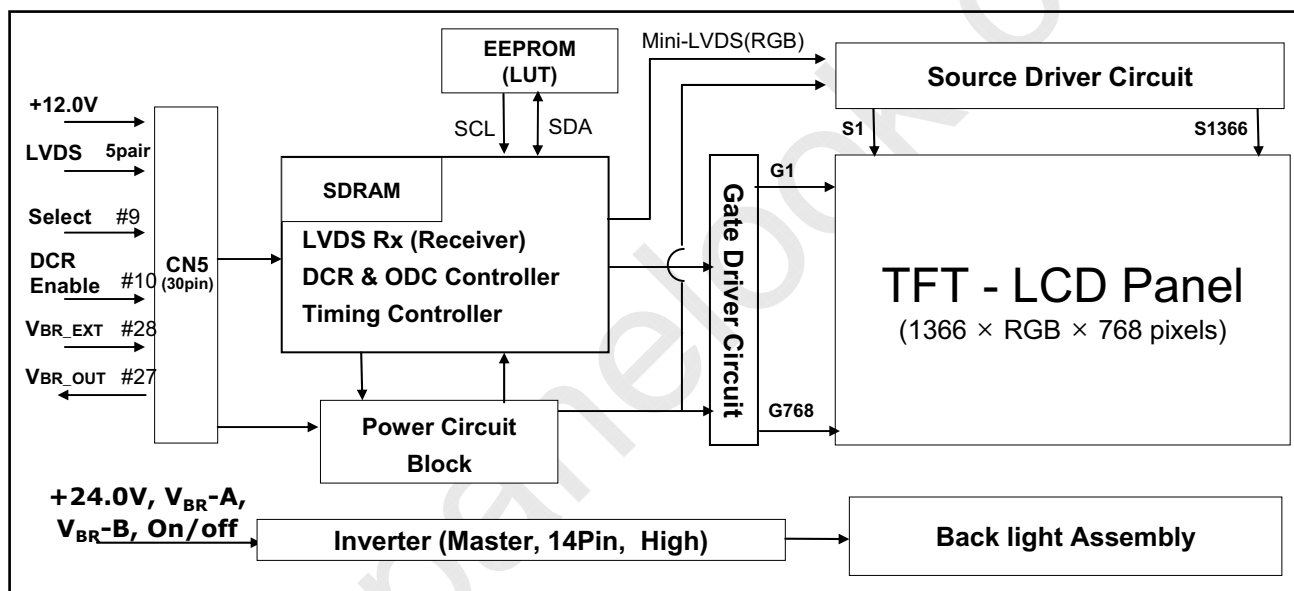 EEPROM
(LUT)
Mini-LVDS(RGB)
Source Driver Circuit
+12.0V
LVDS 5pair
Select #9
DCR
Enable #10
VBR_EXT #28
VBR_OUT #27
CN5
(30pin)
SCL
SDA
S1
S1366
SDRAM
LVDS Rx (Receiver)
DCR & ODC Controller
Timing Controller
G1
Gate Driver Circuit
G768
TFT - LCD Panel
(1366 × RGB × 768 pixels)
Power Circuit
Block
+24.0V, VBR-A,
VBR-B, On/off
Inverter (Master, 14Pin, High)
Back light Assembly
panelook